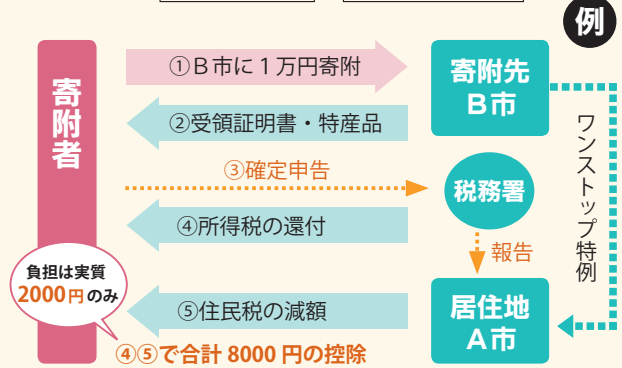 例
①B市に1万円寄附
寄附先
B市
寄附者
②受領証明書・特産品
ワンストップ特例
③確定申告
税務署
④所得税の還付
報告
負担は実質
2000円のみ
⑤住民税の減額
居住地
A市
④⑤で合計 8000 円の控除